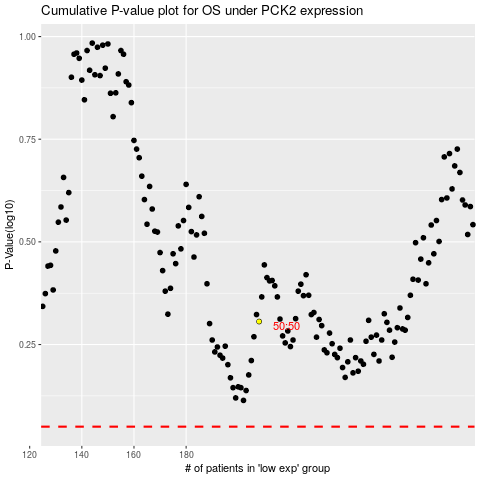 Cumulative P-value plot for OS under PCK2 expression
P-Value(log10)
1.00
0.75
0.50
0.25
50:50
120 140 160 180
# of patients in 'low exp' group